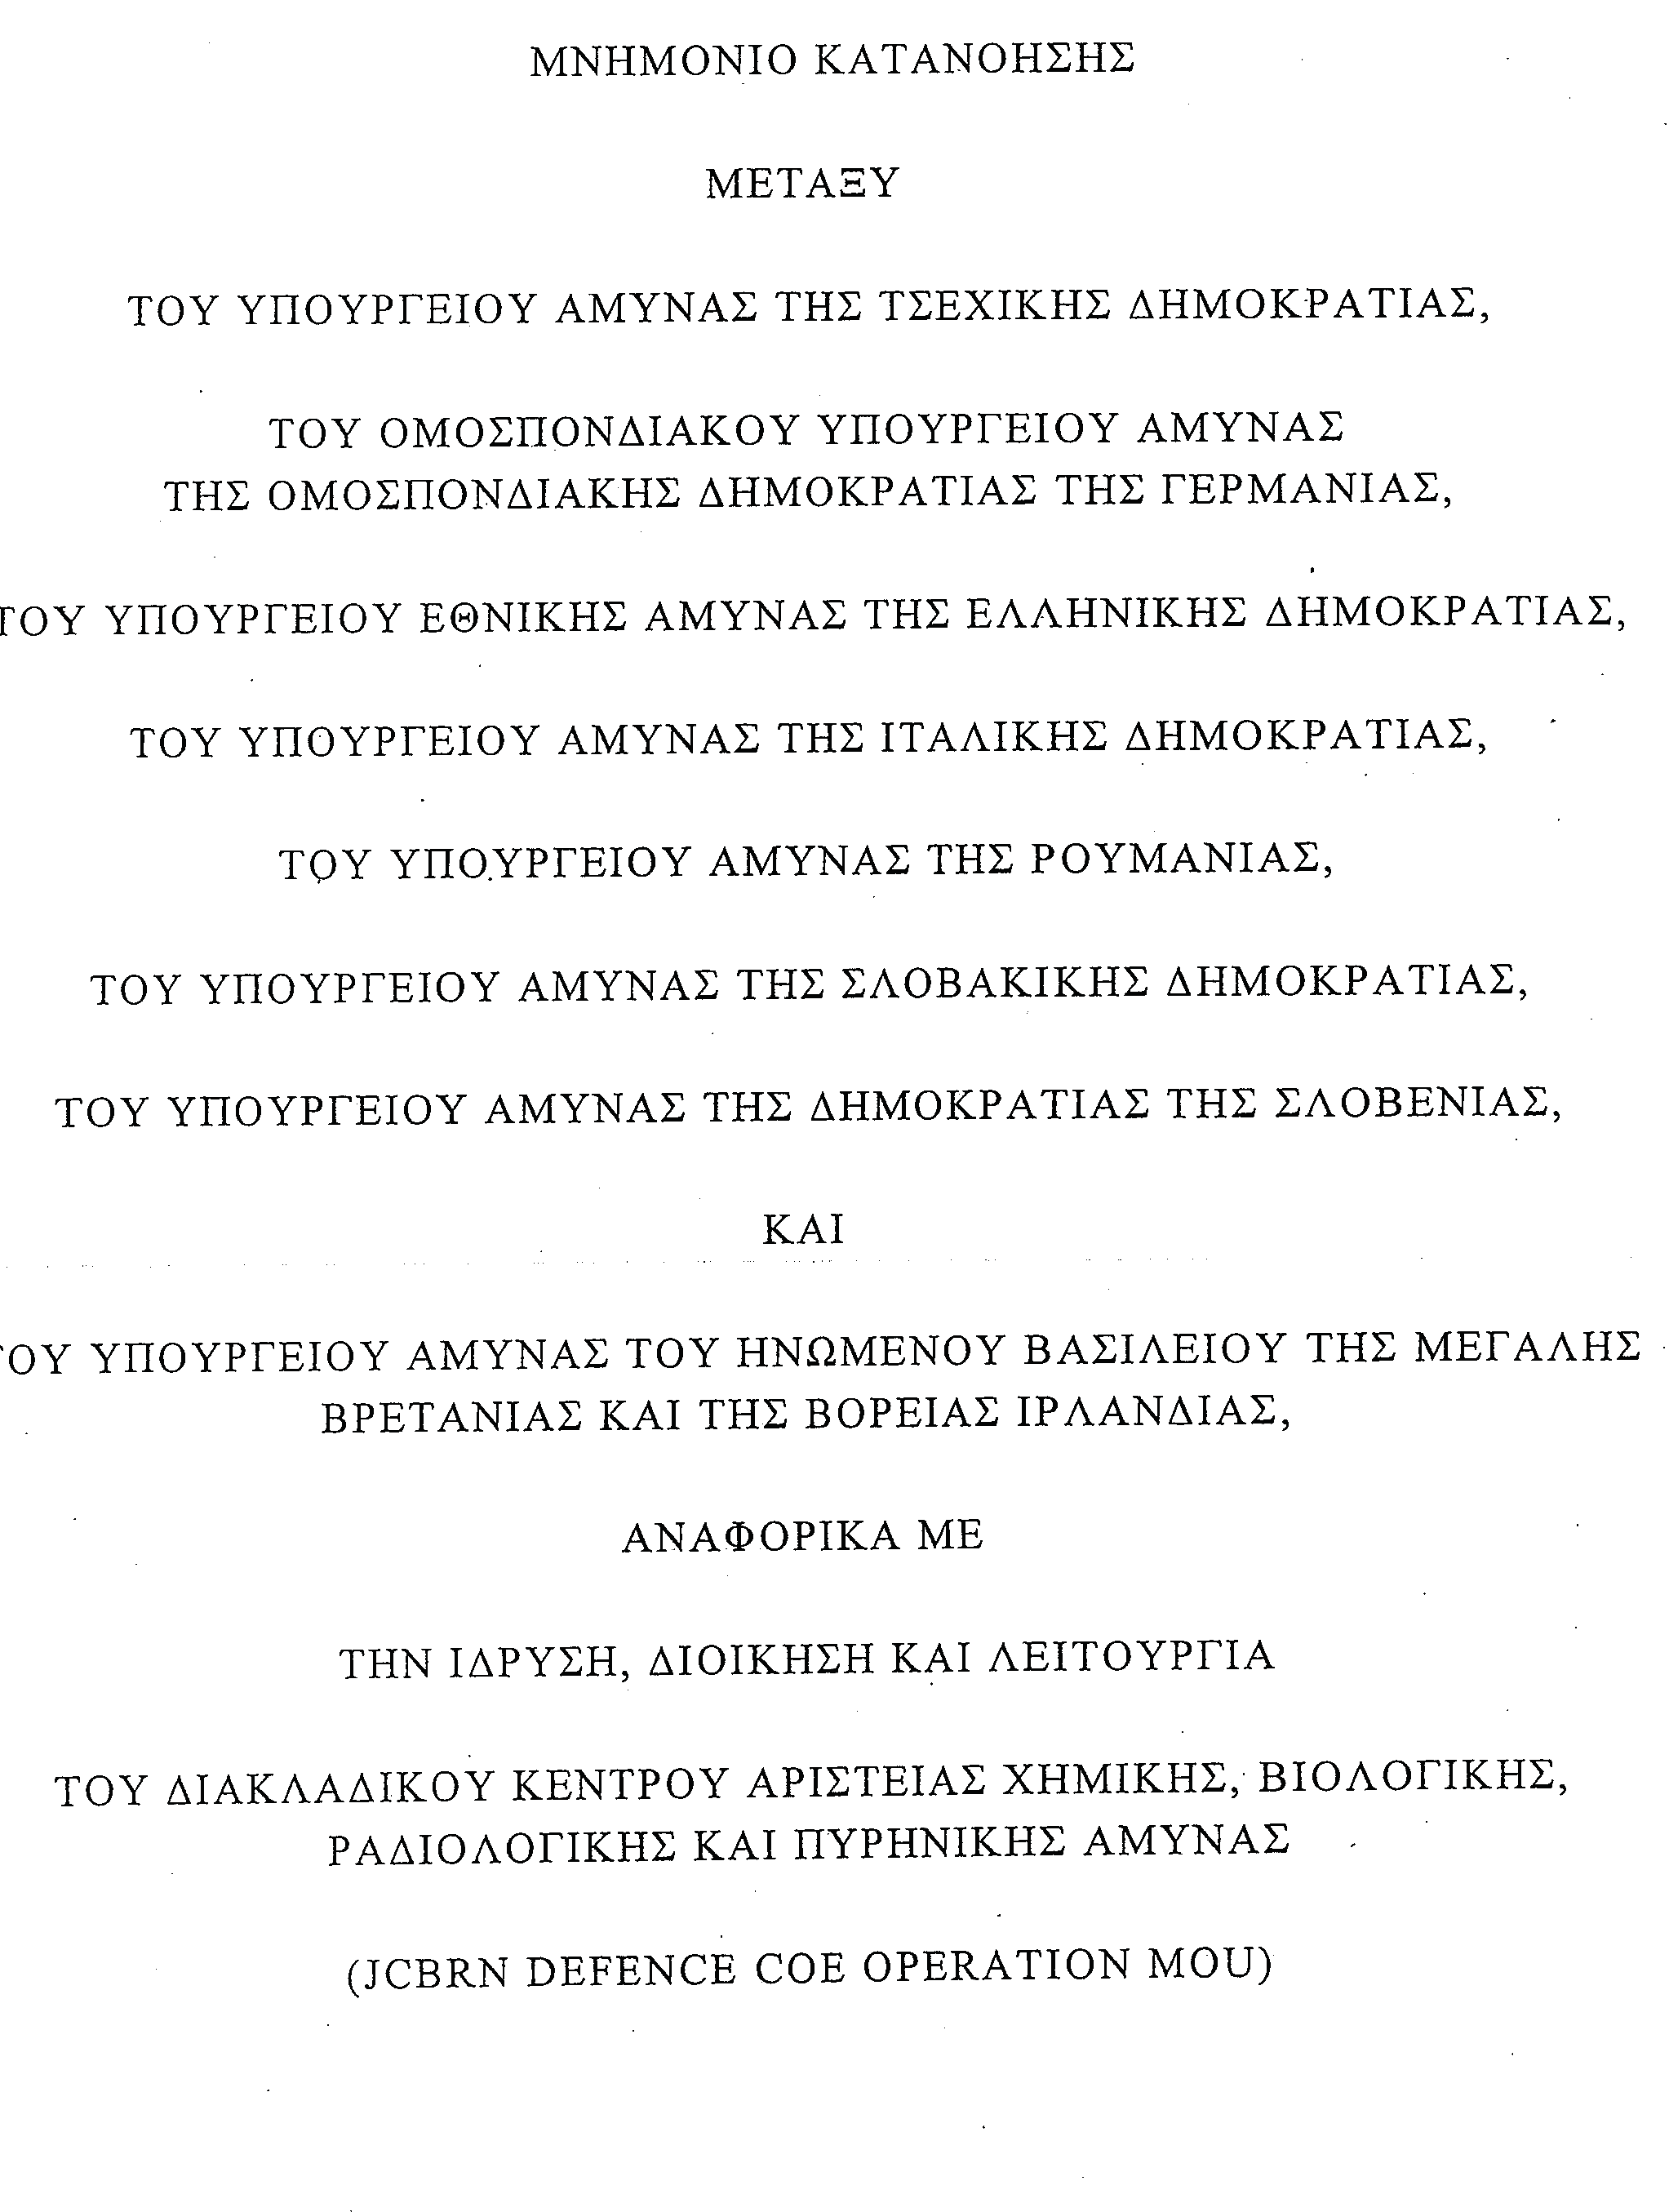 ΜΝΗΜΟΝΙΟ ΚΑΤΑΝΟΗΣΗΣ
ΜΕΤΑΞΥ
ΤΟΥ ΥΠΟΥΡΓΕΙΟΥ ΑΜΥΝΑΣ ΤΗΣ ΤΣΕΧΙΚΗΣ ΔΗΜΟΚΡΑΤΙΑΣ,
ΤΟΥ ΟΜΟΣΠΟΝΔΙΑΚΟΥ ΥΠΟΥΡΓΕΙΟΥ ΑΜΥΝΑΣ
ΤΗΣ ΟΜΟΣΠΟΝΔΙΑΚΗΣ ΔΗΜΟΚΡΑΤΙΑΣ ΤΗΣ ΓΕΡΜΑΝΙΑΣ,
ΤΟΥ ΥΠΟΥΡΓΕΙΟΥ ΕΘΝΙΚΗΣ ΑΜΥΝΑΣ ΤΗΣ ΕΛΛΗΝΙΚΗΣ ΔΗΜΟΚΡΑΤΙΑΣ,
ΤΟΥ ΥΠΟΥΡΓΕΙΟΥ ΑΜΥΝΑΣ ΤΗΣ ΙΤΑΛΙΚΗΣ ΔΗΜΟΚΡΑΤΙΑΣ,
ΤΟΥ ΥΠΟΥΡΓΕΙΟΥ ΑΜΥΝΑΣ ΤΗΣ ΡΟΥΜΑΝΙΑΣ,
ΤΟΥ ΥΠΟΥΡΓΕΙΟΥ ΑΜΥΝΑΣ ΤΗΣ ΣΛΟΒΑΚΙΚΗΣ ΔΗΜΟΚΡΑΤΙΑΣ,
ΤΟΥ ΥΠΟΥΡΓΕΙΟΥ ΑΜΥΝΑΣ ΤΗΣ ΔΗΜΟΚΡΑΤΙΑΣ ΤΗΣ ΣΛΟΒΕΝΙΑΣ,
ΚΑΙ
ΤΟΥ ΥΠΟΥΡΓΕΙΟΥ ΑΜΥΝΑΣ ΤΟΥ ΗΝΩΜΕΝΟΥ ΒΑΣΙΛΕΙΟΥ ΤΗΣ ΜΕΓΑΛΗΣ
ΒΡΕΤΑΝΙΑΣ ΚΑΙ ΤΗΣ ΒΟΡΕΙΑΣ ΙΡΛΑΝΔΙΑΣ,
ΑΝΑΦΟΡΙΚΑ ΜΕ
ΤΗΝ ΙΔΡΥΣΗ, ΔΙΟΙΚΗΣΗ ΚΑΙ ΛΕΙΤΟΥΡΓΙΑ
ΤΟΥ ΔΙΑΚΛΑΔΙΚΟΥ ΚΕΝΤΡΟΥ ΑΡΙΣΤΕΙΑΣ ΧΗΜΙΚΗΣ, ΒΙΟΛΟΓΙΚΗΣ,
ΡΑΔΙΟΛΟΓΙΚΗΣ ΚΑΙ ΠΥΡΗΝΙΚΗΣ ΑΜΥΝΑΣ
(JCBRN DEFENCE COE OPERATION MOU)